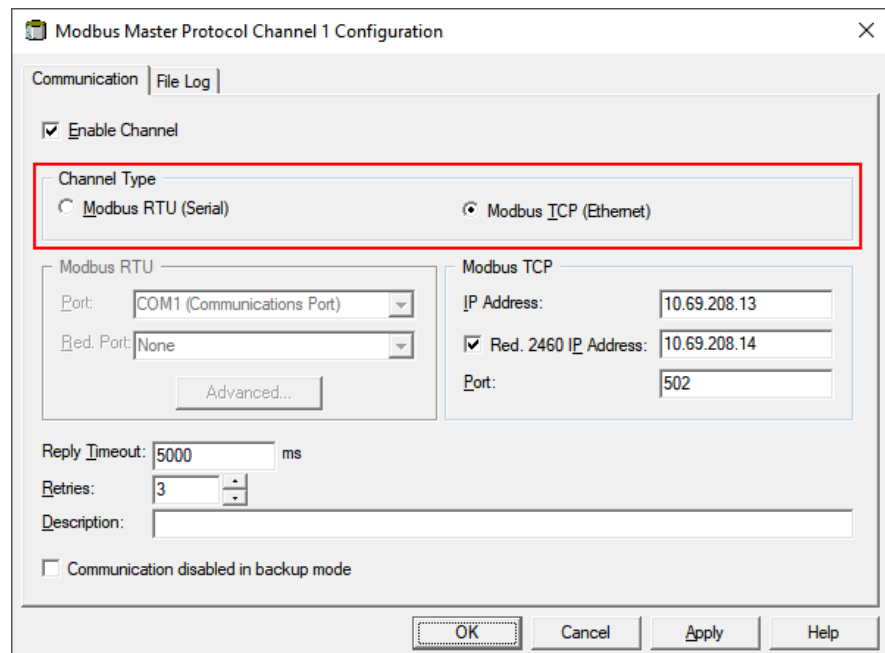 Modbus Master Protocol Channel 1 Configuration
Communication File Log
Enable Channel
Channel Type
Modbus RTU (Serial) Modbus TCP (Ethernet)
Modbus RTU
Port: COM1 (Communications Port)
Red. Port: None
Advanced...
Modbus TCP
IP Address: 10.69.208.13
Red. 2460 IP Address: 10.69.208.14
Port: 502
Reply Timeout: 5000 ms
Retries: 3
Description:
Communication disabled in backup mode
OK Cancel Apply Help